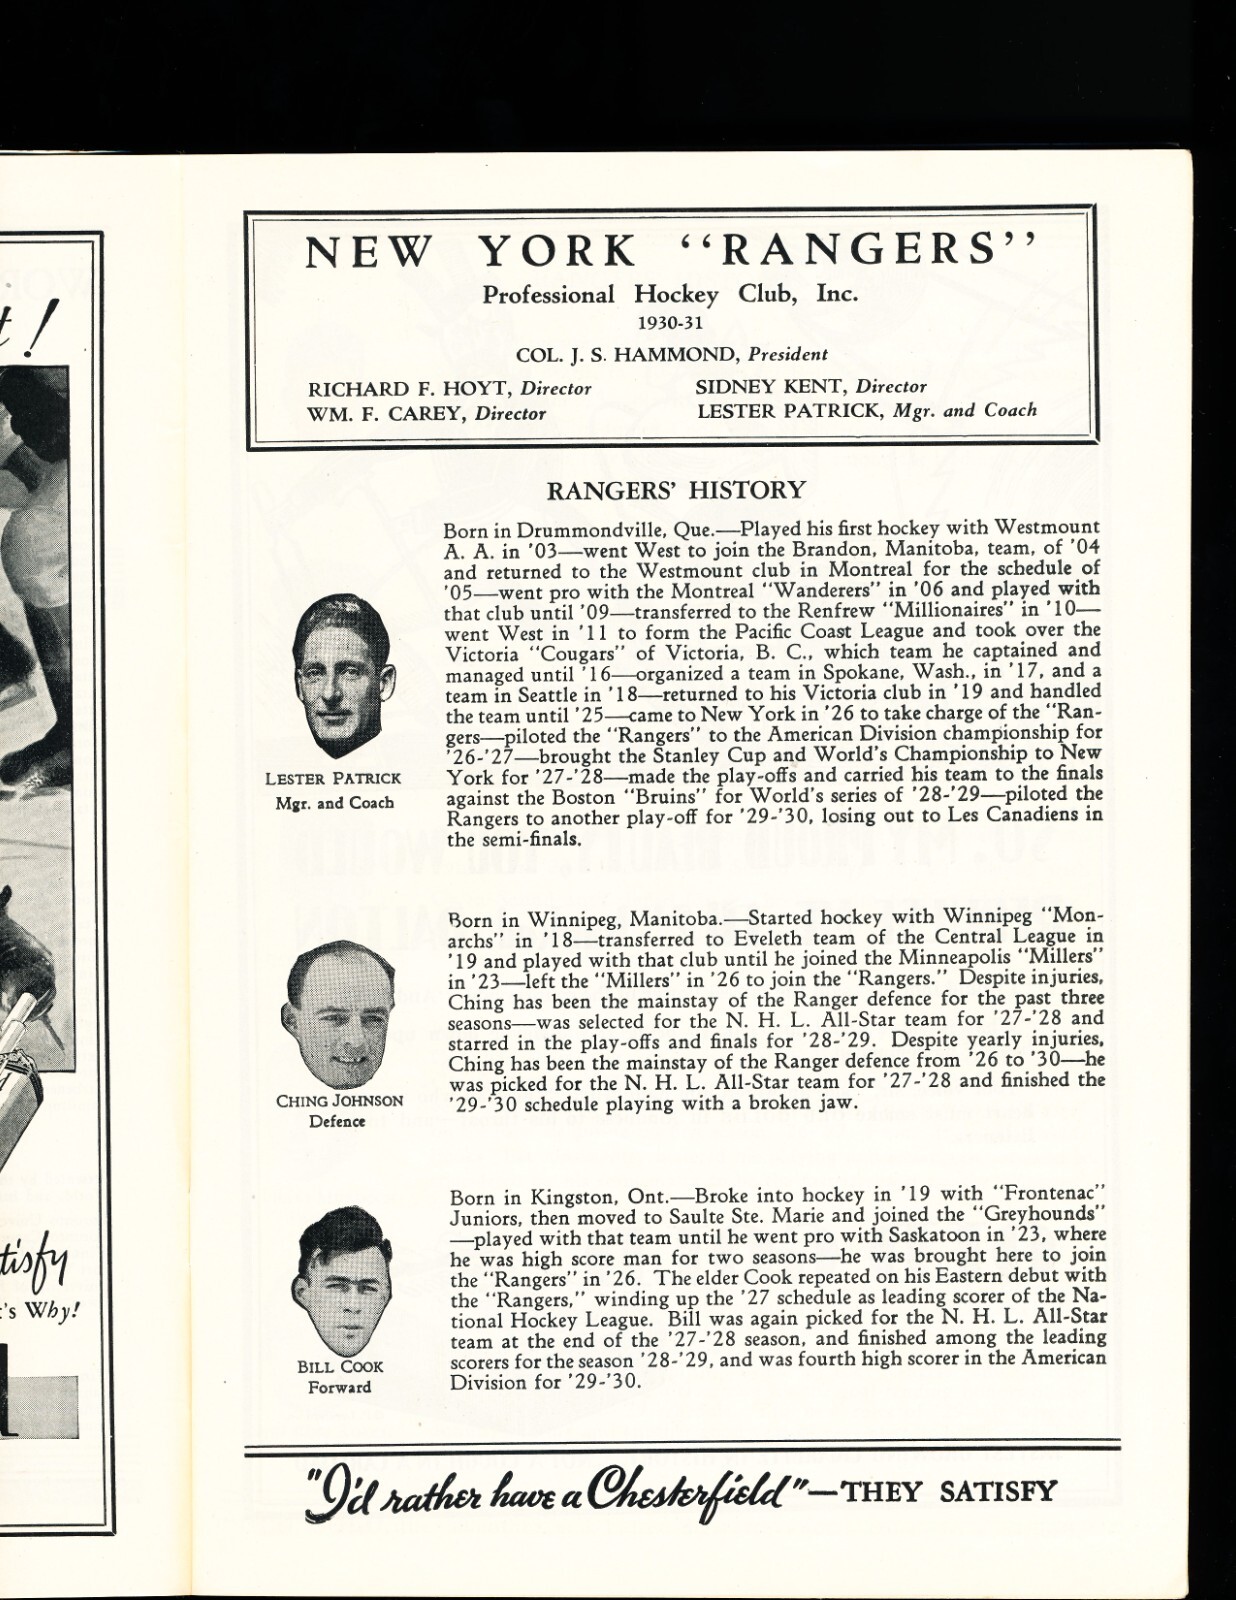 t!
tisfy
t's Why!
NEW YORK “RANGERS”
Professional Hockey Club, Inc.
1930-31
COL. J. S. HAMMOND, President
RICHARD F. HOYT, Director
SIDNEY KENT, Director
WM. F. CAREY, Director
LESTER PATRICK, Mgr. and Coach
RANGERS' HISTORY
Born in Drummondville, Que.—Played his first hockey with Westmount
A. A. in '03—went West to join the Brandon, Manitoba, team, of '04
and returned to the Westmount club in Montreal for the schedule of
'05—went pro with the Montreal “Wanderers” in '06 and played with
that club until '09—transferred to the Renfrew “Millionaires” in '10—
went West in '11 to form the Pacific Coast League and took over the
Victoria “Cougars” of Victoria, B. C., which team he captained and
managed until '16—organized a team in Spokane, Wash., in '17, and a
team in Seattle in '18—returned to his Victoria club in '19 and handled
the team until '25—came to New York in '26 to take charge of the “Ran-
gers—piloted the “Rangers” to the American Division championship for
'26-'27—brought the Stanley Cup and World's Championship to New
York for '27-'28—made the play-offs and carried his team to the finals
against the Boston “Bruins” for World's series of '28-'29—piloted the
Rangers to another play-off for '29-'30, losing out to Les Canadiens in
the semi-finals.
LESTER PATRICK
Mgr. and Coach
Born in Winnipeg, Manitoba.—Started hockey with Winnipeg “Mon-
archs” in '18—transferred to Eveleth team of the Central League in
'19 and played with that club until he joined the Minneapolis “Millers”
in '23—left the “Millers” in '26 to join the “Rangers.” Despite injuries,
Ching has been the mainstay of the Ranger defence for the past three
seasons—was selected for the N. H. L. All-Star team for '27-'28 and
starred in the play-offs and finals for '28-'29. Despite yearly injuries,
Ching has been the mainstay of the Ranger defence from '26 to '30—he
was picked for the N. H. L. All-Star team for '27-'28 and finished the
'29-'30 schedule playing with a broken jaw.
CHING JOHNSON
Defence
Born in Kingston, Ont.—Broke into hockey in '19 with “Frontenac”
Juniors, then moved to Saulte Ste. Marie and joined the “Greyhounds”
—played with that team until he went pro with Saskatoon in '23, where
he was high score man for two seasons—he was brought here to join
the “Rangers” in '26. The elder Cook repeated on his Eastern debut with
the “Rangers,” winding up the '27 schedule as leading scorer of the Na-
tional Hockey League. Bill was again picked for the N. H. L. All-Star
team at the end of the '27-'28 season, and finished among the leading
scorers for the season '28-'29, and was fourth high scorer in the American
Division for '29-'30.
BILL COOK
Forward
"I'd rather have a Chesterfield"—THEY SATISFY